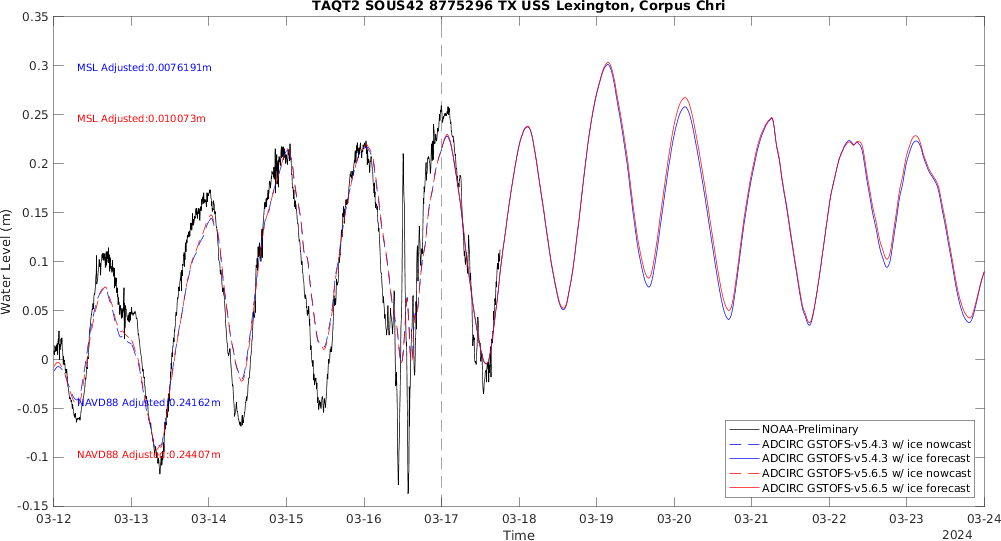 TAQT2 SOUS42 8775296 TX USS Lexington, Corpus Chri
0.35
0.3
0.25
0.2
0.15
0.1
0.05
0
-0.05
-0.1
-0.15
Water Level (m)
MSL Adjusted:0.0076191m
MSL Adjusted:0.010073m
NAVD88 Adjusted:0.24162m
NAVD88 Adjusted:0.24407m
NOAA-Preliminary
ADCIRC GSTOFS-v5.4.3 w/ ice nowcast
ADCIRC GSTOFS-v5.4.3 w/ ice forecast
ADCIRC GSTOFS-v5.6.5 w/ ice nowcast
ADCIRC GSTOFS-v5.6.5 w/ ice forecast
03-12 03-13 03-14 03-15 03-16 03-17 03-18 03-19 03-20 03-21 03-22 03-23 03-24
Time
2024